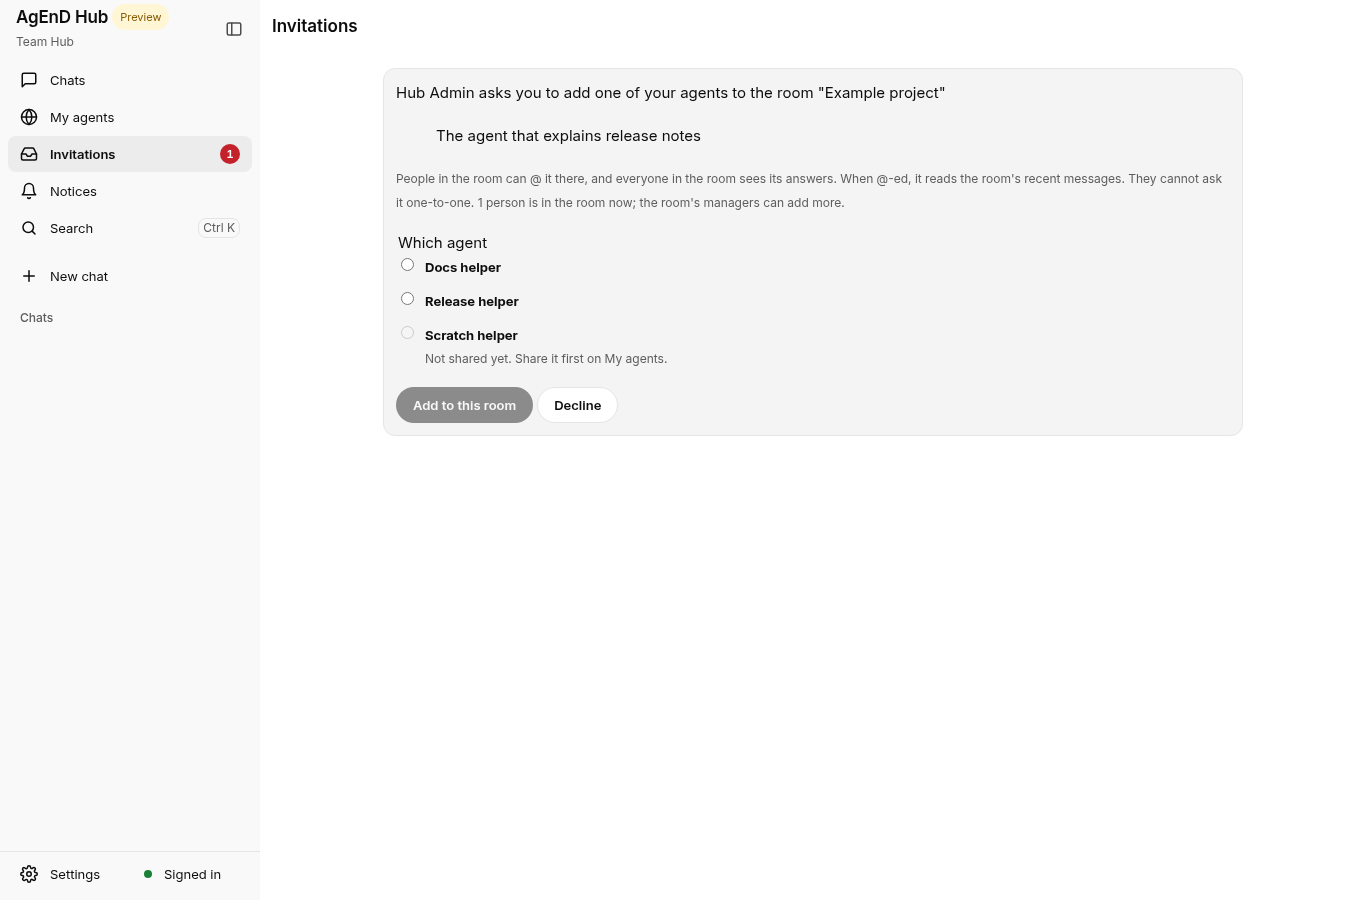 AgEnD Hub Preview
Team Hub
Chats
My agents
Invitations 1
Notices
Search Ctrl K
New chat
Chats
Settings Signed in
Invitations
Hub Admin asks you to add one of your agents to the room "Example project"
The agent that explains release notes
People in the room can @ it there, and everyone in the room sees its answers. When @-ed, it reads the room's recent messages. They cannot ask
it one-to-one. 1 person is in the room now; the room's managers can add more.
Which agent
Docs helper
Release helper
Scratch helper
Not shared yet. Share it first on My agents.
Add to this room Decline